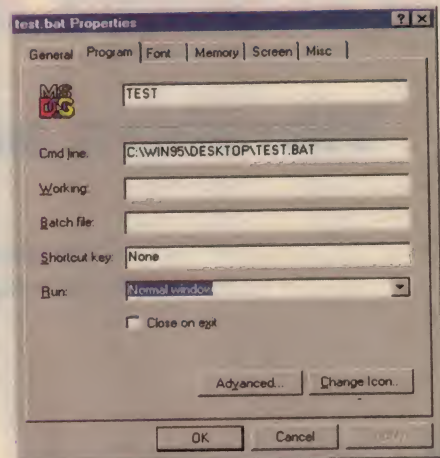 test.bat Properties
General Program Font Memory Screen Misc
MS
DOS
TEST
Cmd line: C:\WIN95\DESKTOP\TEST.BAT
Working:
Batch file:
Shortcut key: None
Run: Normal window
Close on exit
Advanced... Change Icon...
OK Cancel Apply